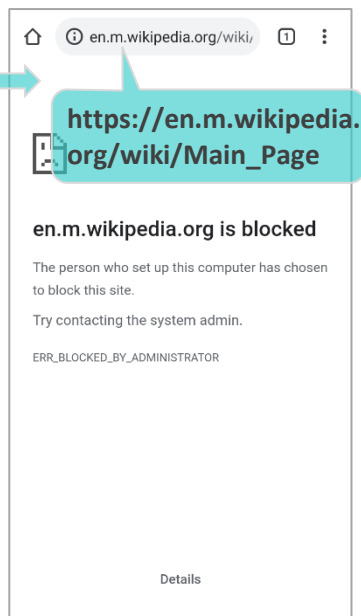 en.m.wikipedia.org/wiki/
1
https://en.m.wikipedia.
org/wiki/Main_Page
en.m.wikipedia.org is blocked
The person who set up this computer has chosen
to block this site.
Try contacting the system admin.
ERR_BLOCKED_BY_ADMINISTRATOR
Details